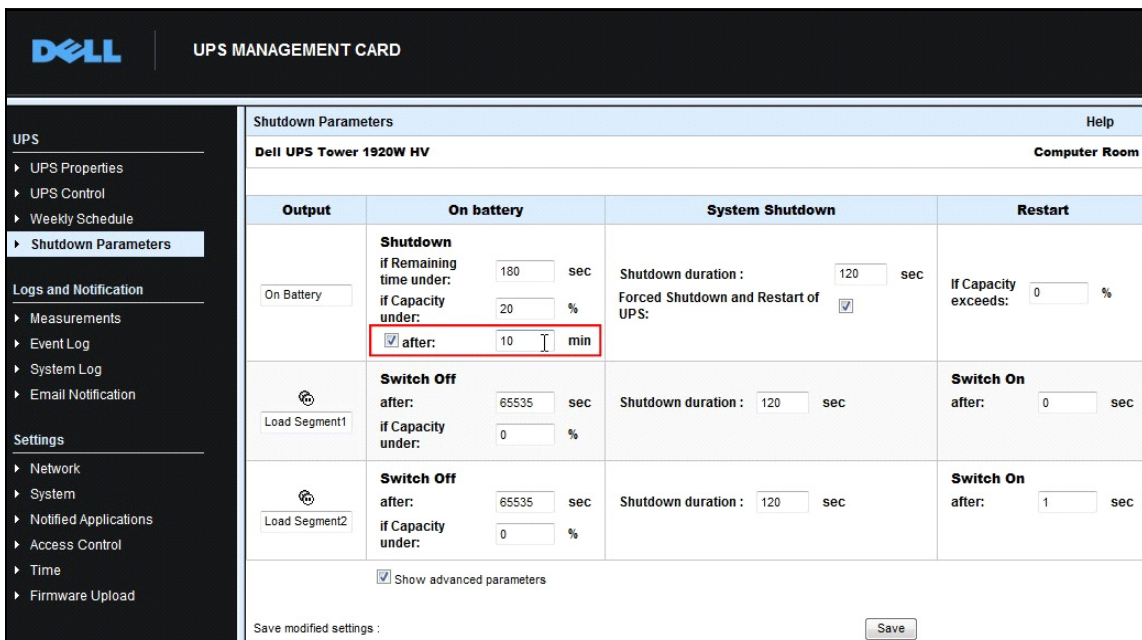 DELL
UPS MANAGEMENT CARD
UPS
UPS Properties
UPS Control
Weekly Schedule
Shutdown Parameters
Logs and Notification
Measurements
Event Log
System Log
Email Notification
Settings
Network
System
Notified Applications
Access Control
Time
Firmware Upload
Shutdown Parameters Help
Dell UPS Tower 1920W HV Computer Room
Output On battery System Shutdown Restart
On Battery
Shutdown
if Remaining
time under: 180 sec
if Capacity
under: 20 %
after: 10 min
Shutdown duration : 120 sec
Forced Shutdown and Restart of
UPS:
If Capacity
exceeds: 0 %
Load Segment1
Switch Off
after: 65535 sec
if Capacity
under: 0 %
Shutdown duration : 120 sec
Switch On
after: 0 sec
Load Segment2
Switch Off
after: 65535 sec
if Capacity
under: 0 %
Shutdown duration : 120 sec
Switch On
after: 1 sec
Show advanced parameters
Save modified settings : Save